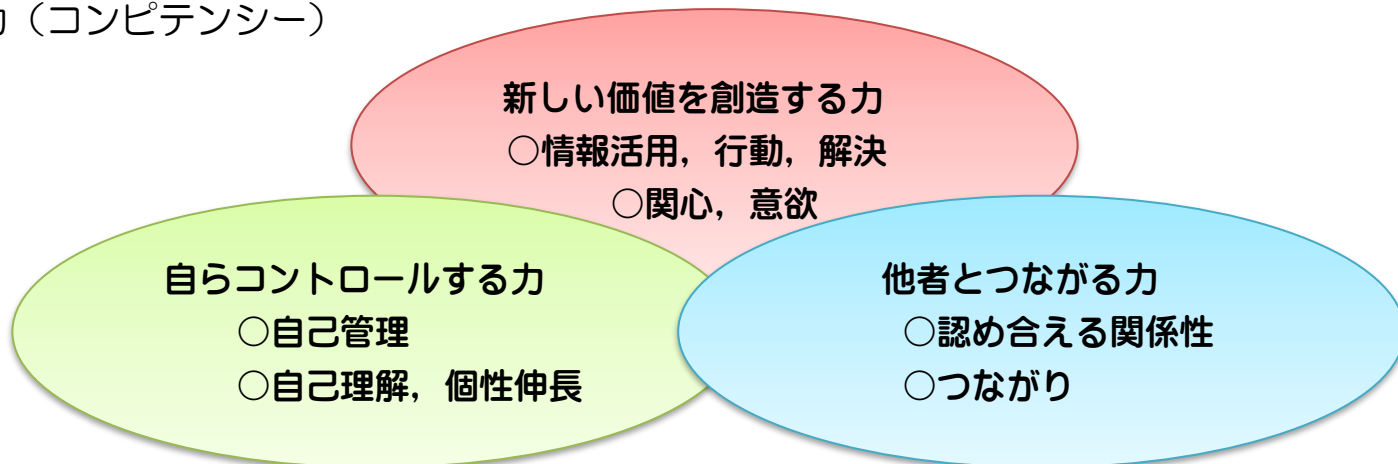 力（コンピテンシー）
新しい価値を創造する力
○情報活用，行動，解決
○関心，意欲
自らコントロールする力
○自己管理
○自己理解，個性伸長
他者とつながる力
○認め合える関係性
○つながり